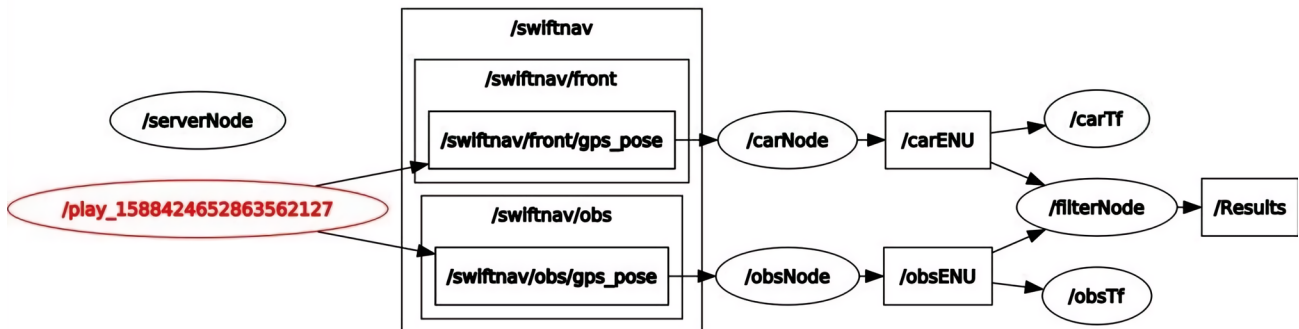 /serverNode
/play_1588424652863562127
/swiftnav
/swiftnav/front
/swiftnav/front/gps_pose
/swiftnav/obs
/swiftnav/obs/gps_pose
/carNode
/obsNode
/carENU
/obsENU
/carTf
/filterNode
/obsTf
/Results